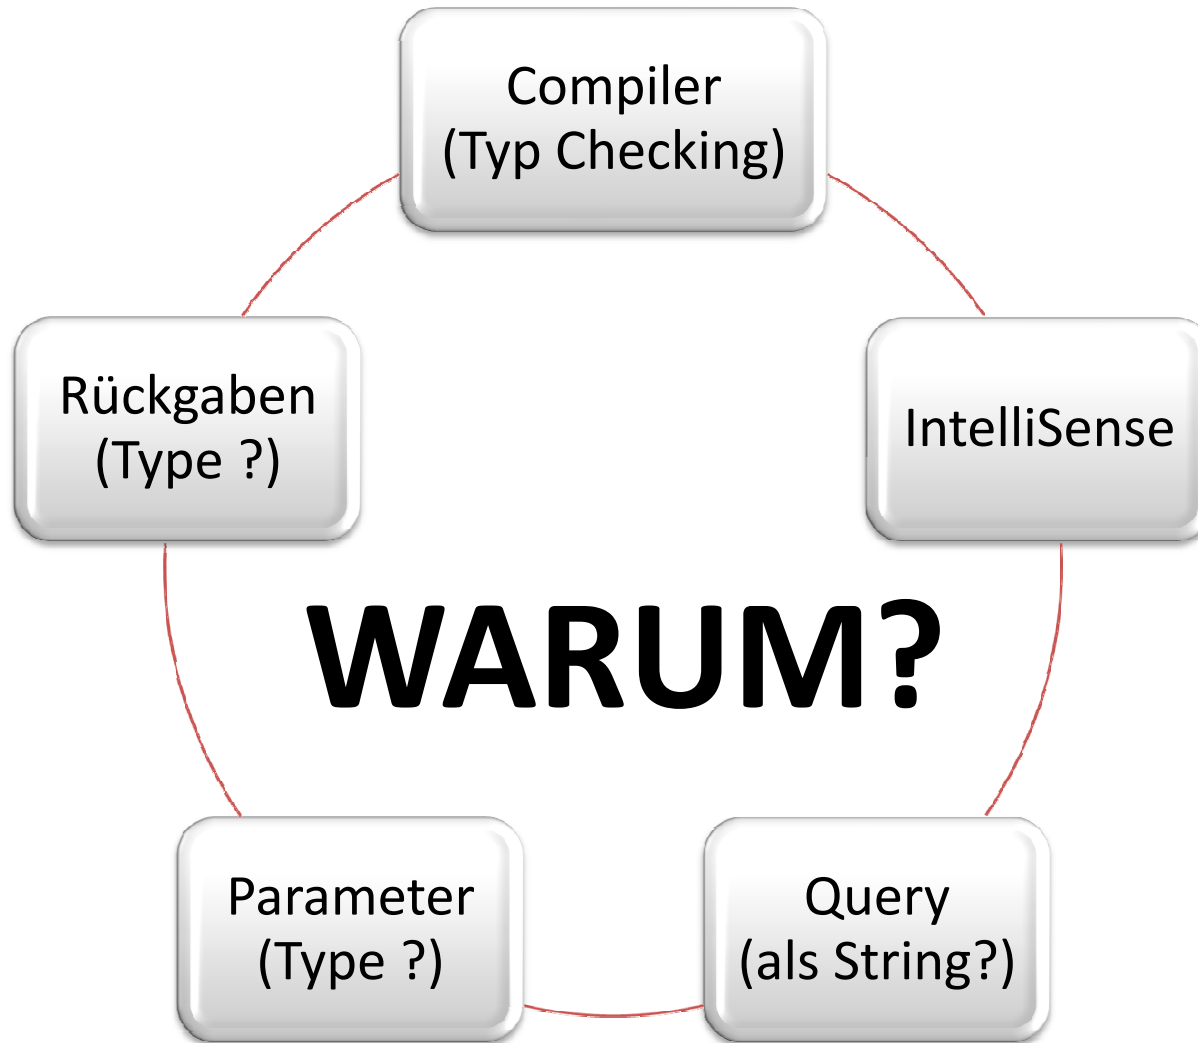 Compiler
(Typ Checking)
Rückgaben
(Type ?)
IntelliSense
WARUM?
Parameter
(Type ?)
Query
(als String?)